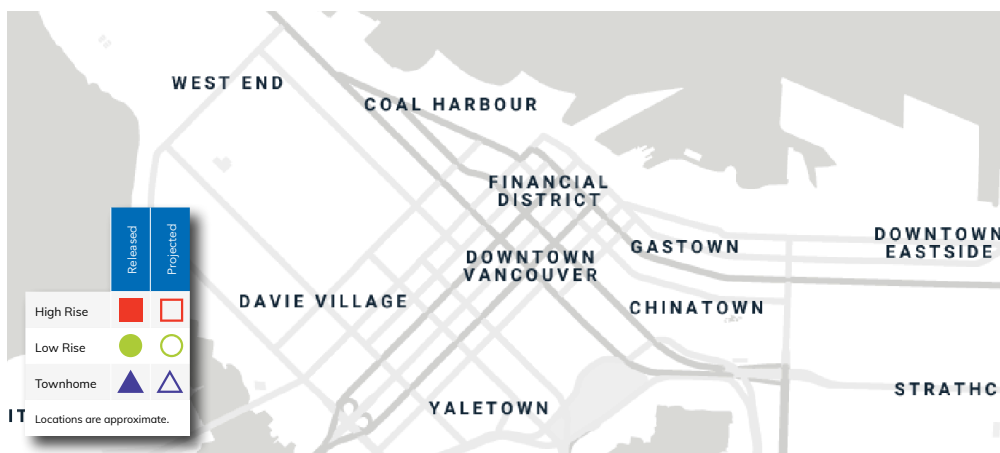 WEST END
COAL HARBOUR
FINANCIAL
DISTRICT
DOWNTOWN
EASTSIDE
GASTOWN
DOWNTOWN
VANCOUVER
DAVIE VILLAGE
CHINATOWN
STRATHC
YALETOWN
IT
Released
Projected
High Rise
Low Rise
Townhome
Locations are approximate.